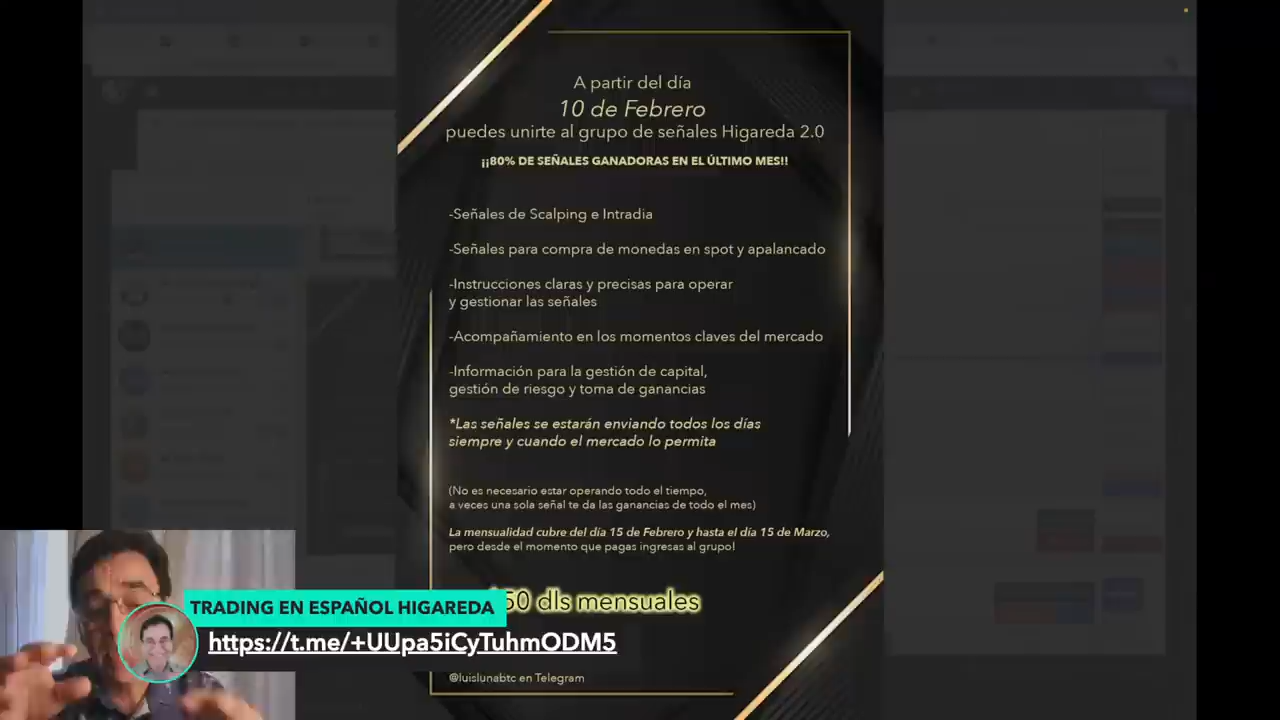 A partir del día
10 de Febrero
puedes unirte al grupo de señales Higareda 2.0
¡¡80% DE SEÑALES GANADORAS EN EL ÚLTIMO MES!!
-Señales de Scalping e Intradia
-Señales para compra de monedas en spot y apalancado
-Instrucciones claras y precisas para operar
y gestionar las señales
-Acompañamiento en los momentos claves del mercado
-Información para la gestión de capital,
gestión de riesgo y toma de ganancias
*Las señales se estarán enviando todos los días
siempre y cuando el mercado lo permita
(No es necesario estar operando todo el tiempo,
a veces una sola señal te da las ganancias de todo el mes)
La mensualidad cubre del día 15 de Febrero y hasta el día 15 de Marzo,
pero desde el momento que pagas ingresas al grupo!
50 dls mensuales
TRADING EN ESPAÑOL HIGAREDA
https://t.me/+UUpa5iCyTuhmODM5
@luislunabtc en Telegram